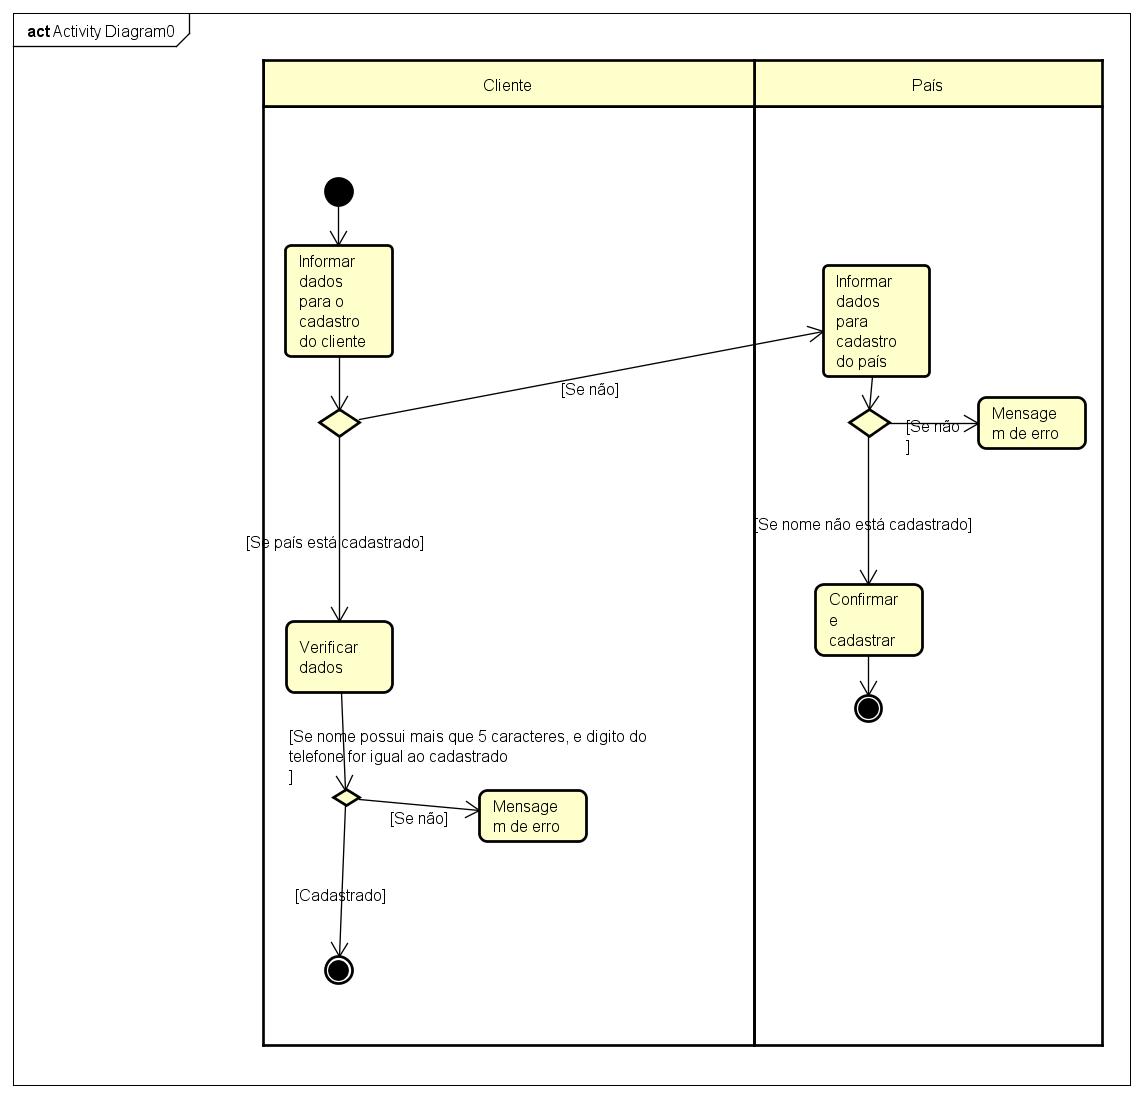 act Activity Diagram0
Cliente
País
Informar
dados
para o
cadastro
do cliente
Informar
dados
para
cadastro
do país
[Se não]
Mensage
m de erro
[Se não
]
[Se nome não está cadastrado]
[Se país está cadastrado]
Confirmar
e
cadastrar
Verificar
dados
[Se nome possui mais que 5 caracteres, e digito do
telefone for igual ao cadastrado
]
Mensage
m de erro
[Se não]
[Cadastrado]